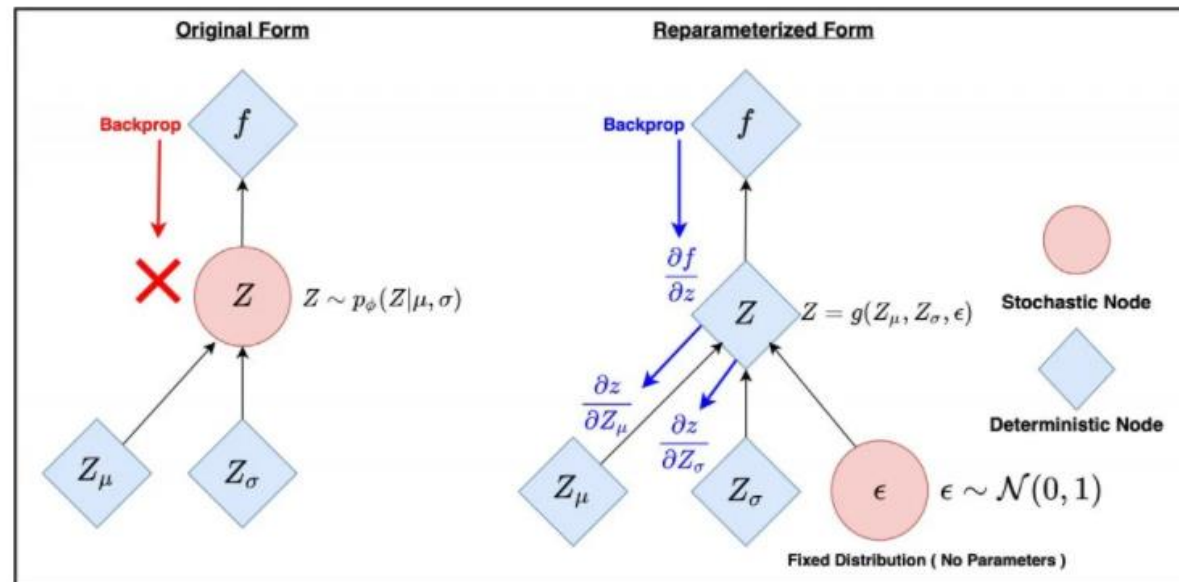 Original Form
Backprop
f
Z
Z ∼ p_ϕ(Z|μ, σ)
Z_μ
Z_σ
Reparameterized Form
Backprop
f
∂f
∂z
Z
Z = g(Z_μ, Z_σ, ϵ)
∂z
∂Z_μ
∂z
∂Z_σ
Z_μ
Z_σ
ϵ
ϵ ∼ 𝒩(0, 1)
Fixed Distribution ( No Parameters )
Stochastic Node
Deterministic Node